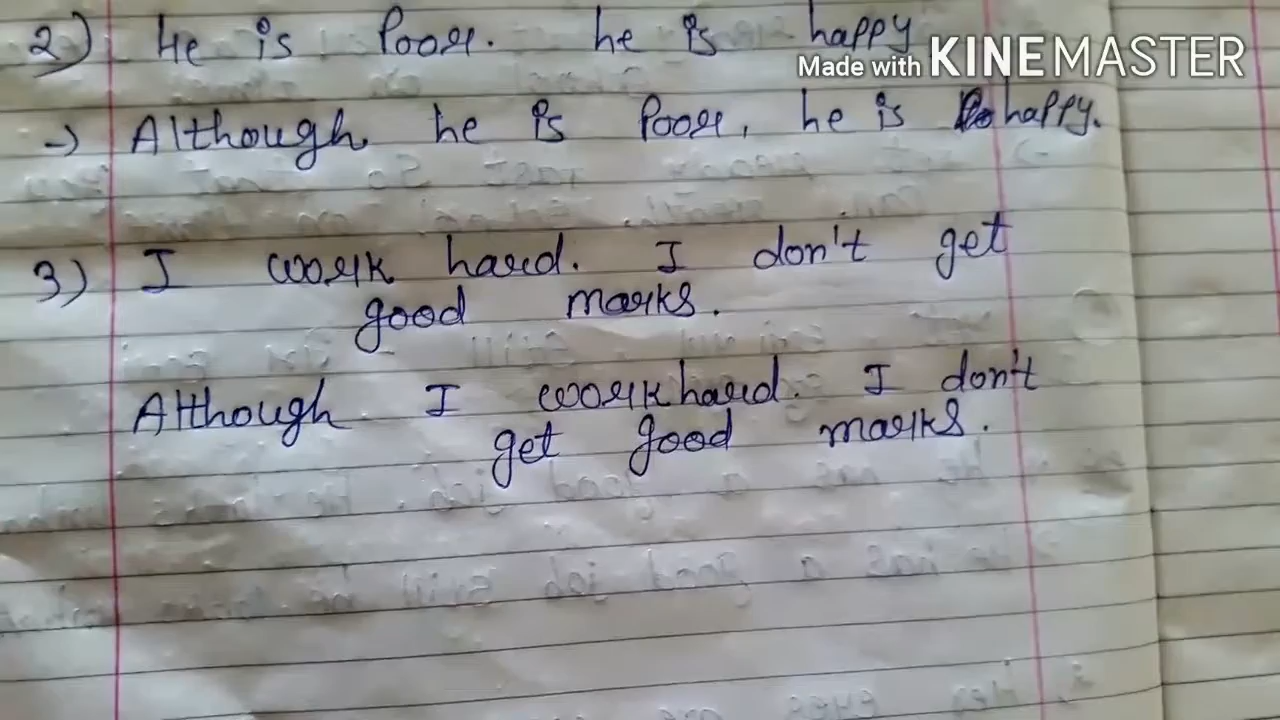 2) He is Poor. he is happy
Made with KINEMASTER
→ Although he is Poor, he is happy.
3) I work hard. I don't get
good marks.
Although I work hard. I don't
get good marks.